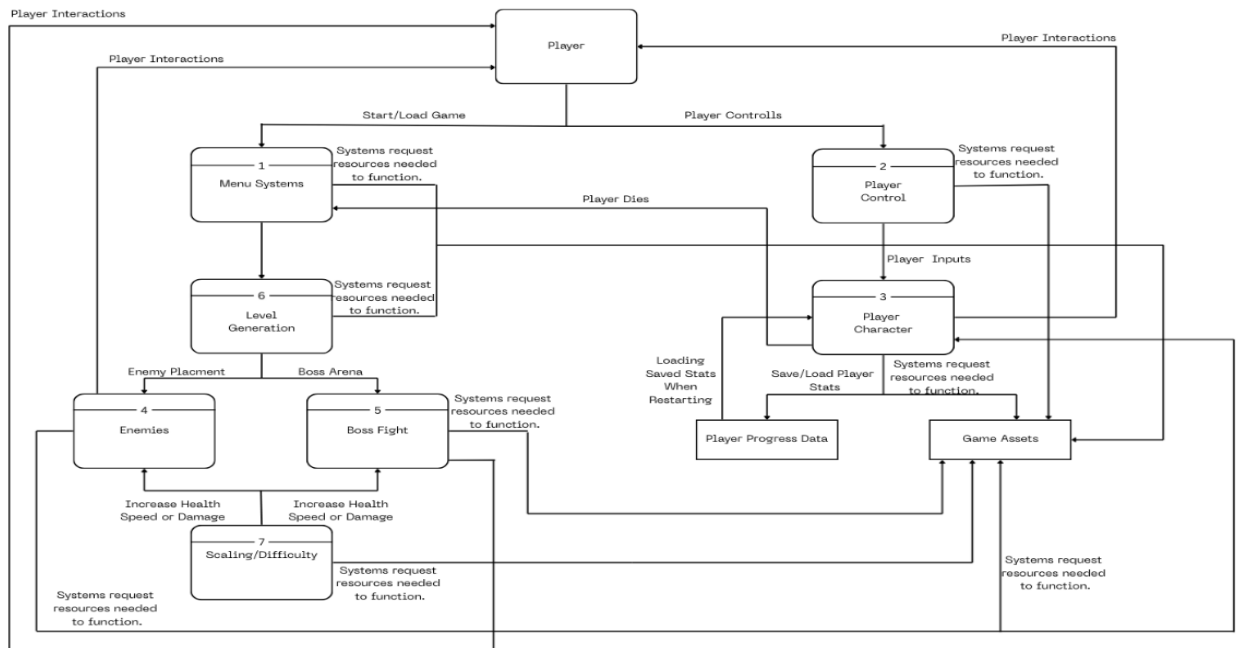 Player Interactions
Player
Player Interactions
Player Interactions
Start/Load Game
Player Controlls
Systems request
resources needed
to function.
1
Menu Systems
Systems request
resources needed
to function.
2
Player
Control
Player Dies
Player Inputs
Systems request
resources needed
to function.
6
Level
Generation
3
Player
Character
Loading
Saved Stats
When
Restarting
Save/Load Player
Stats
Systems request
resources needed
to function.
Enemy Placment
Boss Arena
4
Enemies
5
Boss Fight
Systems request
resources needed
to function.
Player Progress Data
Game Assets
Increase Health
Speed or Damage
Increase Health
Speed or Damage
7
Scaling/Difficulty
Systems request
resources needed
to function.
Systems request
resources needed
to function.
Systems request
resources needed
to function.